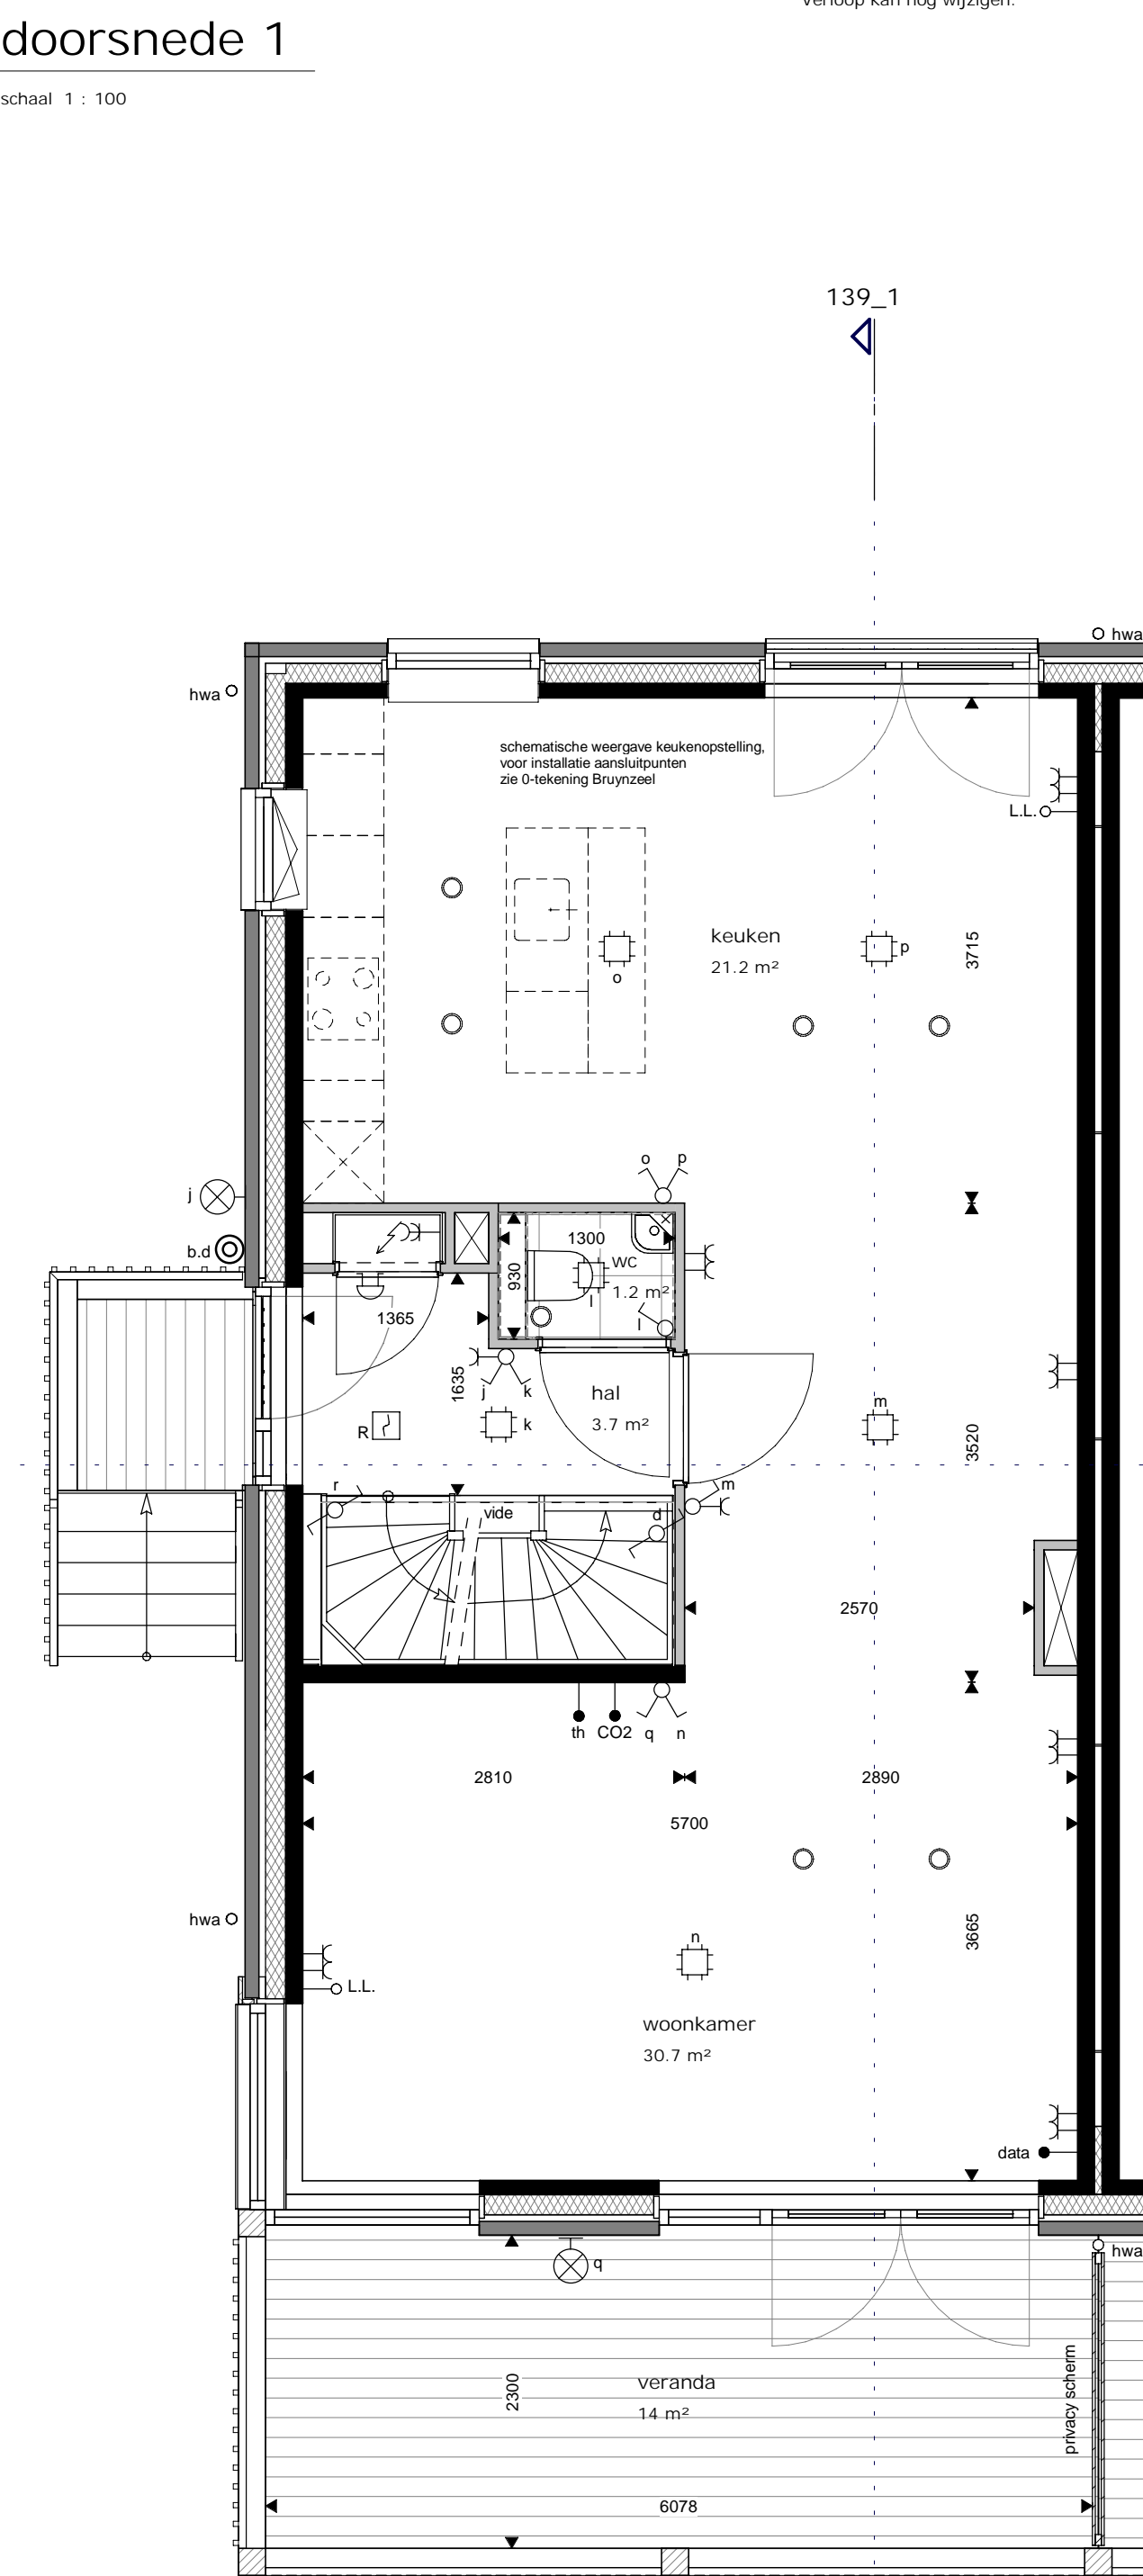 verloop kan nog wijzigen.
doorsnede 1
schaal 1 : 100
139_1
hwa
hwa
schematische weergave keukenopstelling,
voor installatie aansluitpunten
zie 0-tekening Bruynzeel
L.L.
keuken
21.2 m²
o
p
3715
o p
j
b.d
1300
WC
1.2 m²
930
l
l
1365
1635
j k
hal
3.7 m²
k
R
m
3520
r
vide
d
m
2570
th CO2 q n
2810
2890
5700
hwa
3665
n
L.L.
woonkamer
30.7 m²
data
hwa
q
veranda
14 m²
2300
privacy scherm
6078